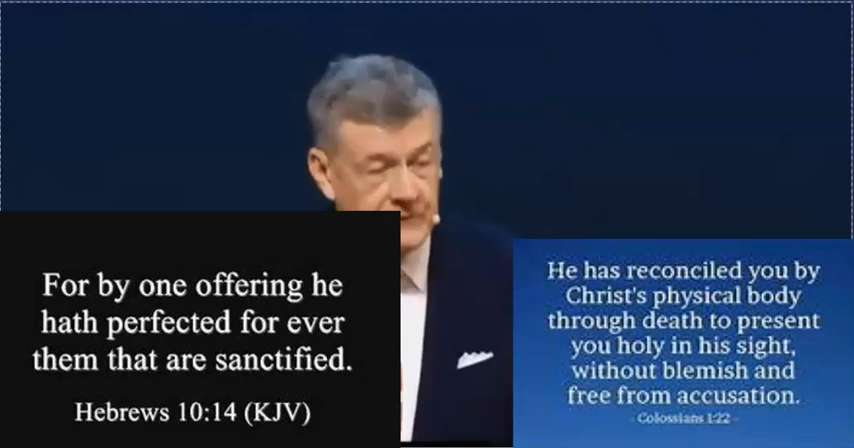 For by one offering he
hath perfected for ever
them that are sanctified.
Hebrews 10:14 (KJV)
He has reconciled you by
Christ's physical body
through death to present
you holy in his sight,
without blemish and
free from accusation.
- Colossians 1:22 -